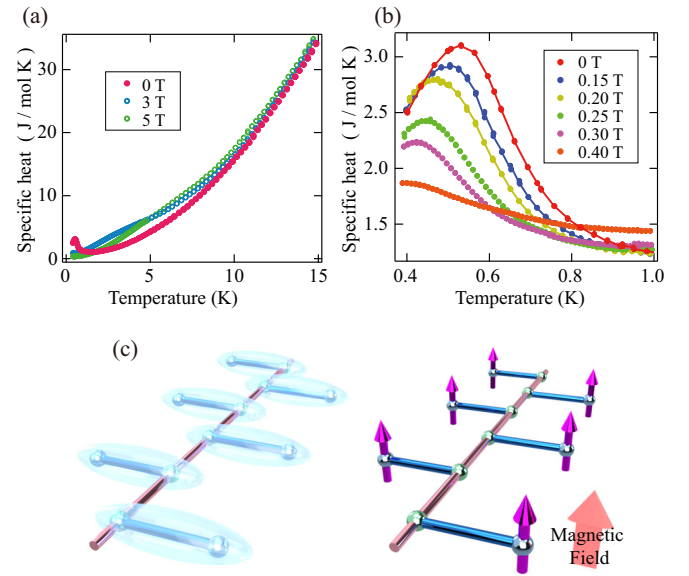 (a)
Specific heat ( J / mol K )
30
20
10
0
0 T
3 T
5 T
0
5
10
15
Temperature (K)
(b)
Specific heat ( J / mol K )
3.0
2.5
2.0
1.5
0 T
0.15 T
0.20 T
0.25 T
0.30 T
0.40 T
0.4
0.6
0.8
1.0
Temperature (K)
(c)
Magnetic
Field